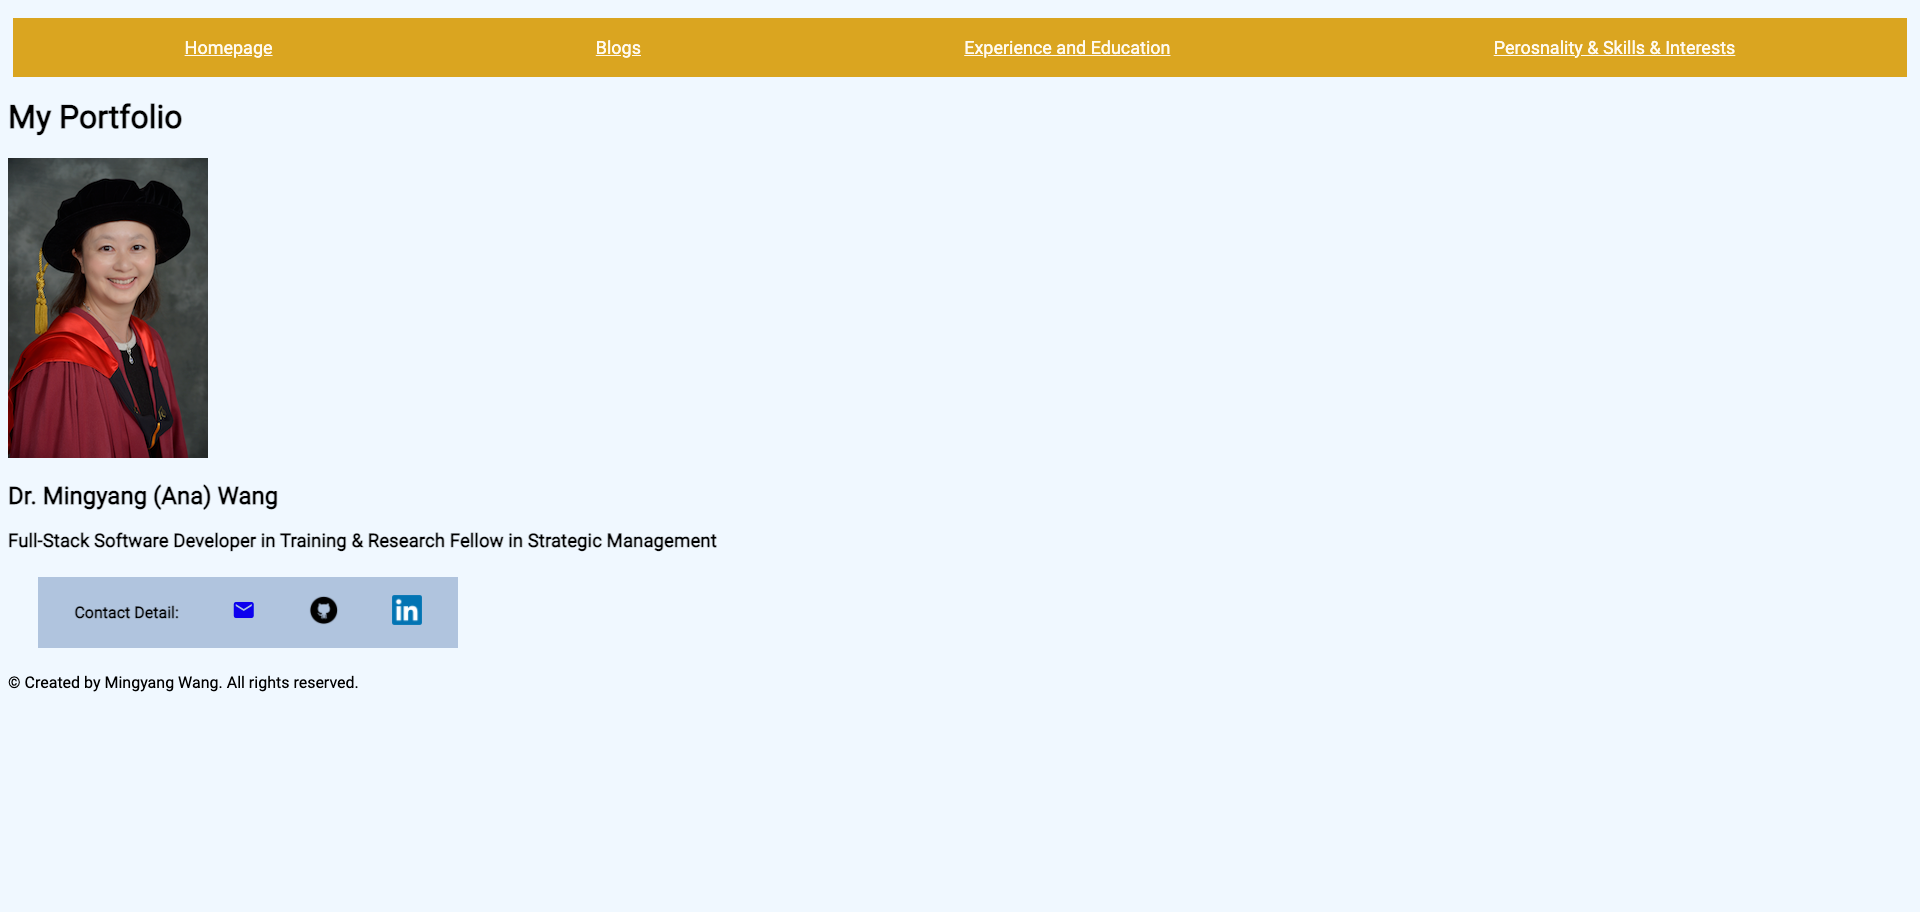 Homepage Blogs Experience and Education Perosnality & Skills & Interests
My Portfolio
Dr. Mingyang (Ana) Wang
Full-Stack Software Developer in Training & Research Fellow in Strategic Management
Contact Detail: in
© Created by Mingyang Wang. All rights reserved.